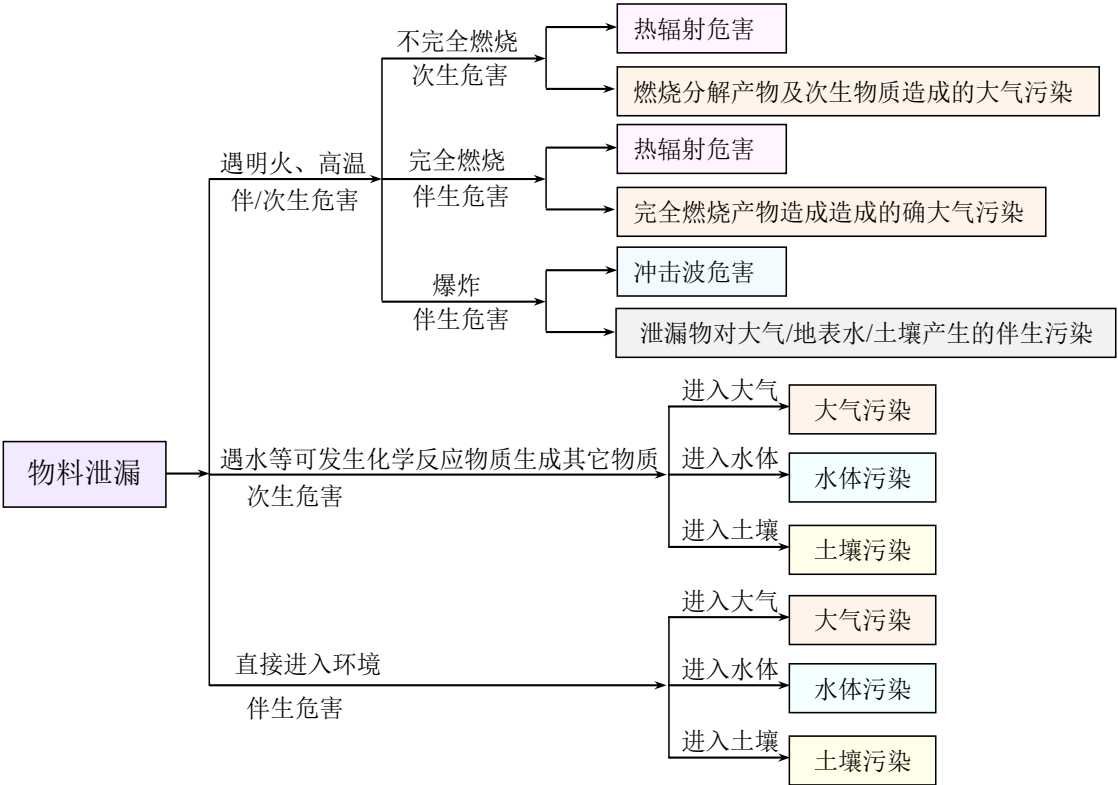 不完全燃烧
次生危害
热辐射危害
燃烧分解产物及次生物质造成的大气污染
遇明火、高温
伴/次生危害
完全燃烧
伴生危害
热辐射危害
完全燃烧产物造成造成的确大气污染
爆炸
伴生危害
冲击波危害
泄漏物对大气/地表水/土壤产生的伴生污染
物料泄漏
遇水等可发生化学反应物质生成其它物质
次生危害
进入大气
大气污染
进入水体
水体污染
进入土壤
土壤污染
直接进入环境
伴生危害
进入大气
大气污染
进入水体
水体污染
进入土壤
土壤污染